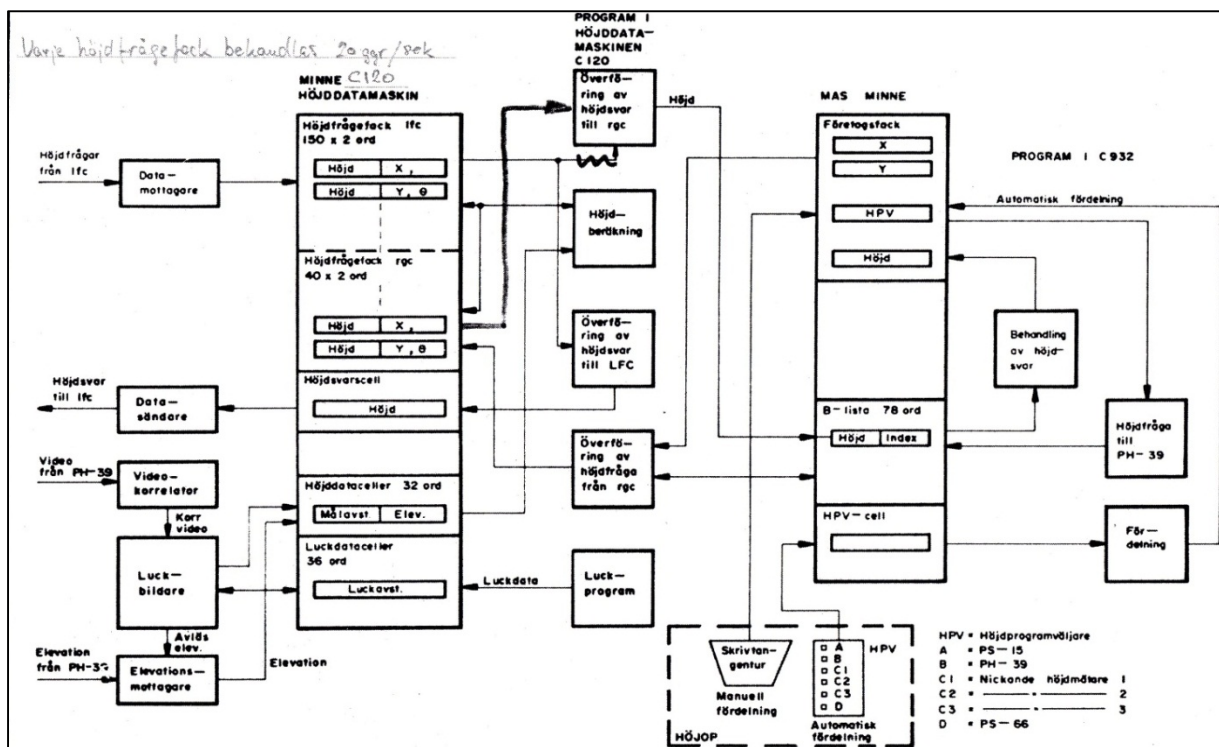 Varje höjdfrågefack behandlas 20 ggr/sek
PROGRAM I
HÖJDDATA-
MASKINEN
C 120
MINNE C120
HÖJDDATAMASKIN
Höjdfrågefack lfc
150 x 2 ord
Höjd X,
Höjd Y, θ
Höjdfrågefack rgc
40 x 2 ord
Höjd X,
Höjd Y, θ
Höjdsvarscell
Höjd
Höjddataceller 32 ord
Målavst. Elev.
Luckdataceller
36 ord
Luckavst.
Höjdfrågar
från lfc
Data-
mottagare
Höjdsvar
till lfc
Data-
sändare
Video
från PH-39
Video-
korrelator
Korr
video
Luck-
bildare
Avläs
elev.
Elevation
från PH-39
Elevations-
mottagare
Elevation
Överfö-
ring av
höjdsvar
till rgc
Höjd
Höjd-
beräkning
Överfö-
ring av
höjdsvar
till LFC
Överfö-
ring av
höjdfråga
från rgc
Luckdata
Luck-
program
MAS MINNE
Företagsfack
X
Y
HPV
Höjd
B-lista 78 ord
Höjd Index
HPV-cell
PROGRAM I C932
Automatisk fördelning
Behandling
av höjd-
svar
Höjdfråga
till
PH-39
För-
delning
Skrivtan-
gentur
Manuell
fördelning
A
B
C1
C2
C3
D
HPV
Automatisk
fördelning
HÖJOP
HPV = Höjdprogramväljare
A = PS-15
B = PH-39
C1 = Nickande höjdmätare 1
C2 = —— " —— 2
C3 = —— " —— 3
D = PS-66